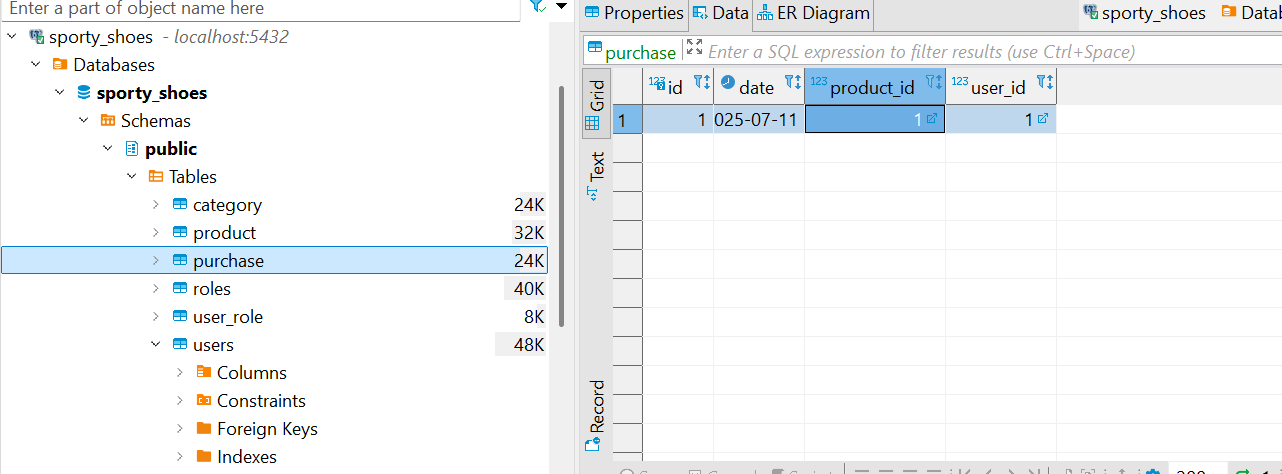 Enter a part of object name here
sporty_shoes - localhost:5432
Databases
sporty_shoes
Schemas
public
Tables
category 24K
product 32K
purchase 24K
roles 40K
user_role 8K
users 48K
Columns
Constraints
Foreign Keys
Indexes
Properties Data ER Diagram sporty_shoes Datab
purchase Enter a SQL expression to filter results (use Ctrl+Space)
Grid
Text
Record
123 id date 123 product_id 123 user_id
1 1 025-07-11 1 1